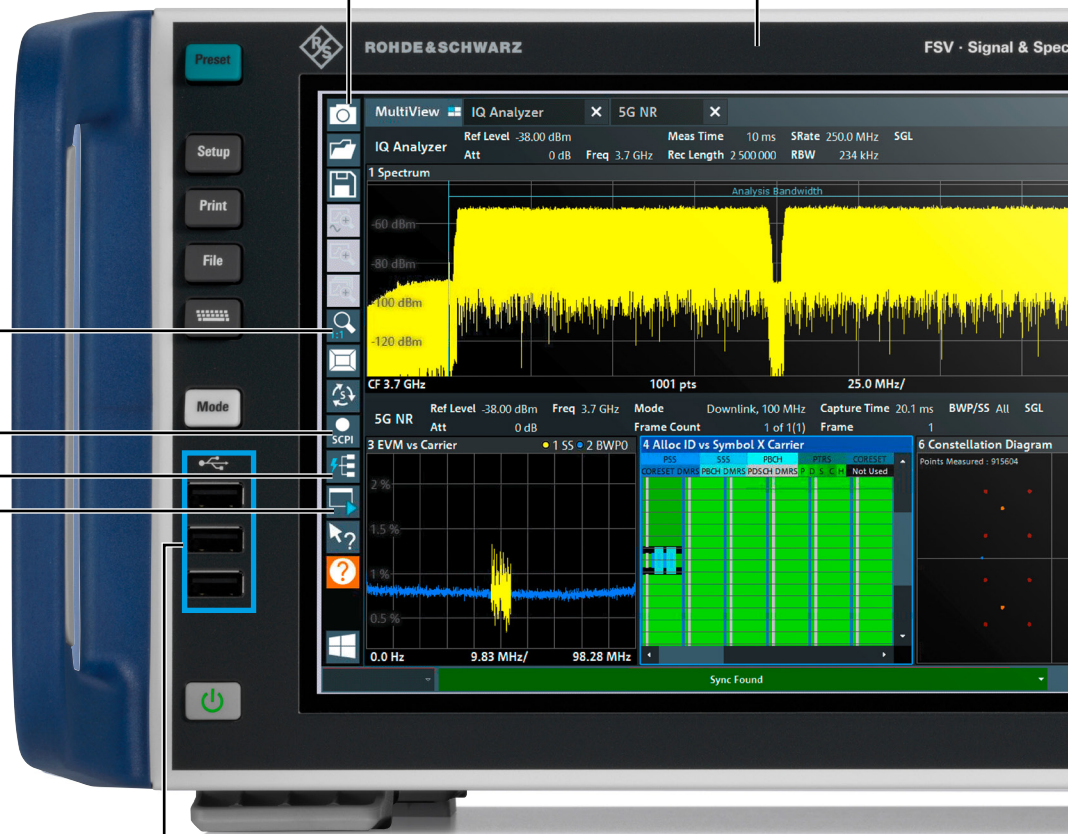 Preset
R S
ROHDE & SCHWARZ
FSV · Signal & Spec
Setup
Print
File
Mode
MultiView IQ Analyzer X 5G NR X
IQ Analyzer
Ref Level -38.00 dBm Meas Time 10 ms SRate 250.0 MHz SGL
Att 0 dB Freq 3.7 GHz Rec Length 2 500 000 RBW 234 kHz
1 Spectrum
Analysis Bandwidth
-60 dBm
-80 dBm
-100 dBm
-120 dBm
CF 3.7 GHz 1001 pts 25.0 MHz/
1:1
S
SCPI
?
?
5G NR
Ref Level -38.00 dBm Freq 3.7 GHz Mode Downlink, 100 MHz Capture Time 20.1 ms BWP/SS All SGL
Att 0 dB Frame Count 1 of 1(1) Frame 1
3 EVM vs Carrier 1 SS 2 BWP0
2 %
1.5 %
1 %
0.5 %
0.0 Hz 9.83 MHz/ 98.28 MHz
4 Alloc ID vs Symbol X Carrier
PSS SSS PBCH PTRS CORESET
CORESET DMRS PBCH DMRS PDSCH DMRS P D S C H Not Used
6 Constellation Diagram
Points Measured : 915604
Sync Found